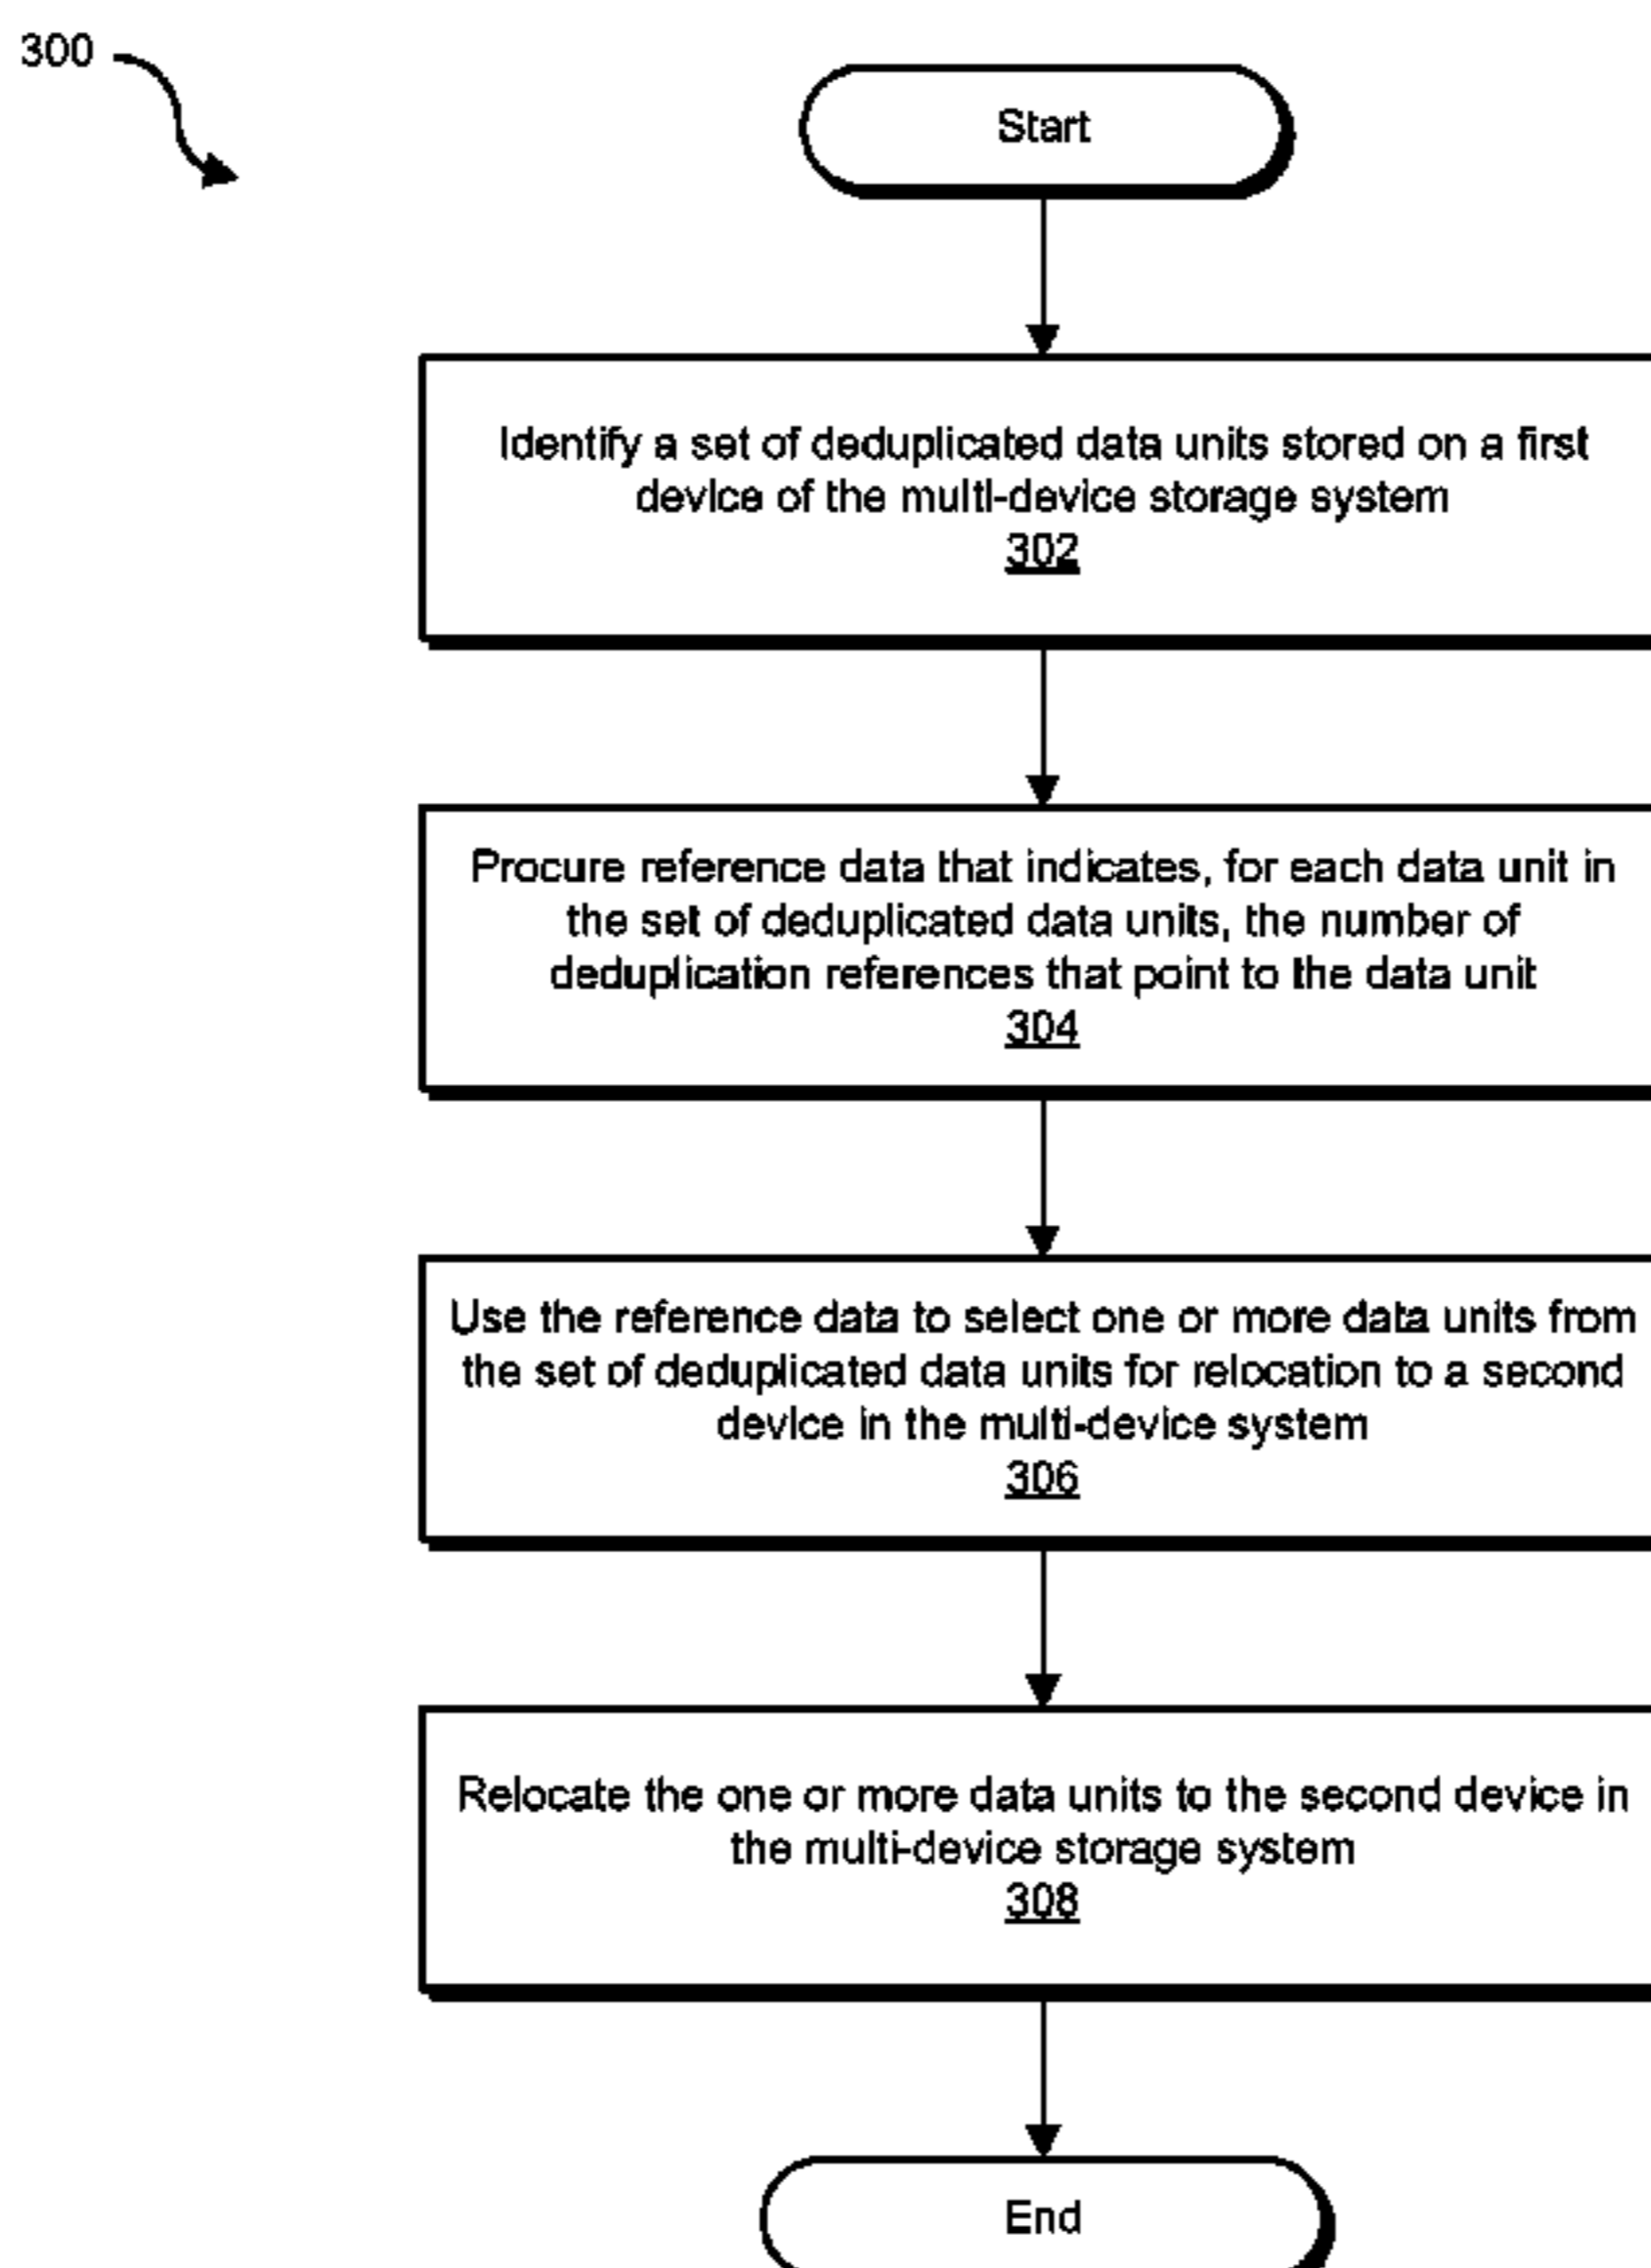 300
Start
Identify a set of deduplicated data units stored on a first
device of the multi-device storage system
302
Procure reference data that indicates, for each data unit in
the set of deduplicated data units, the number of
deduplication references that point to the data unit
304
Use the reference data to select one or more data units from
the set of deduplicated data units for relocation to a second
device in the multi-device system
306
Relocate the one or more data units to the second device in
the multi-device storage system
308
End